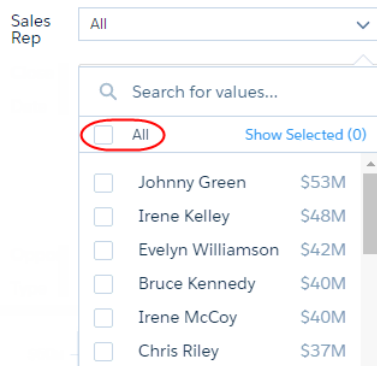 Sales
Rep
All
Search for values...
All Show Selected (0)
Johnny Green $53M
Irene Kelley $48M
Evelyn Williamson $42M
Bruce Kennedy $40M
Irene McCoy $40M
Chris Riley $37M